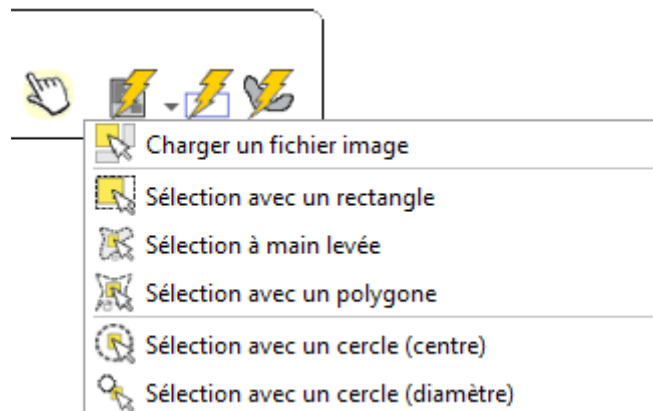 Charger un fichier image
Sélection avec un rectangle
Sélection à main levée
Sélection avec un polygone
Sélection avec un cercle (centre)
Sélection avec un cercle (diamètre)